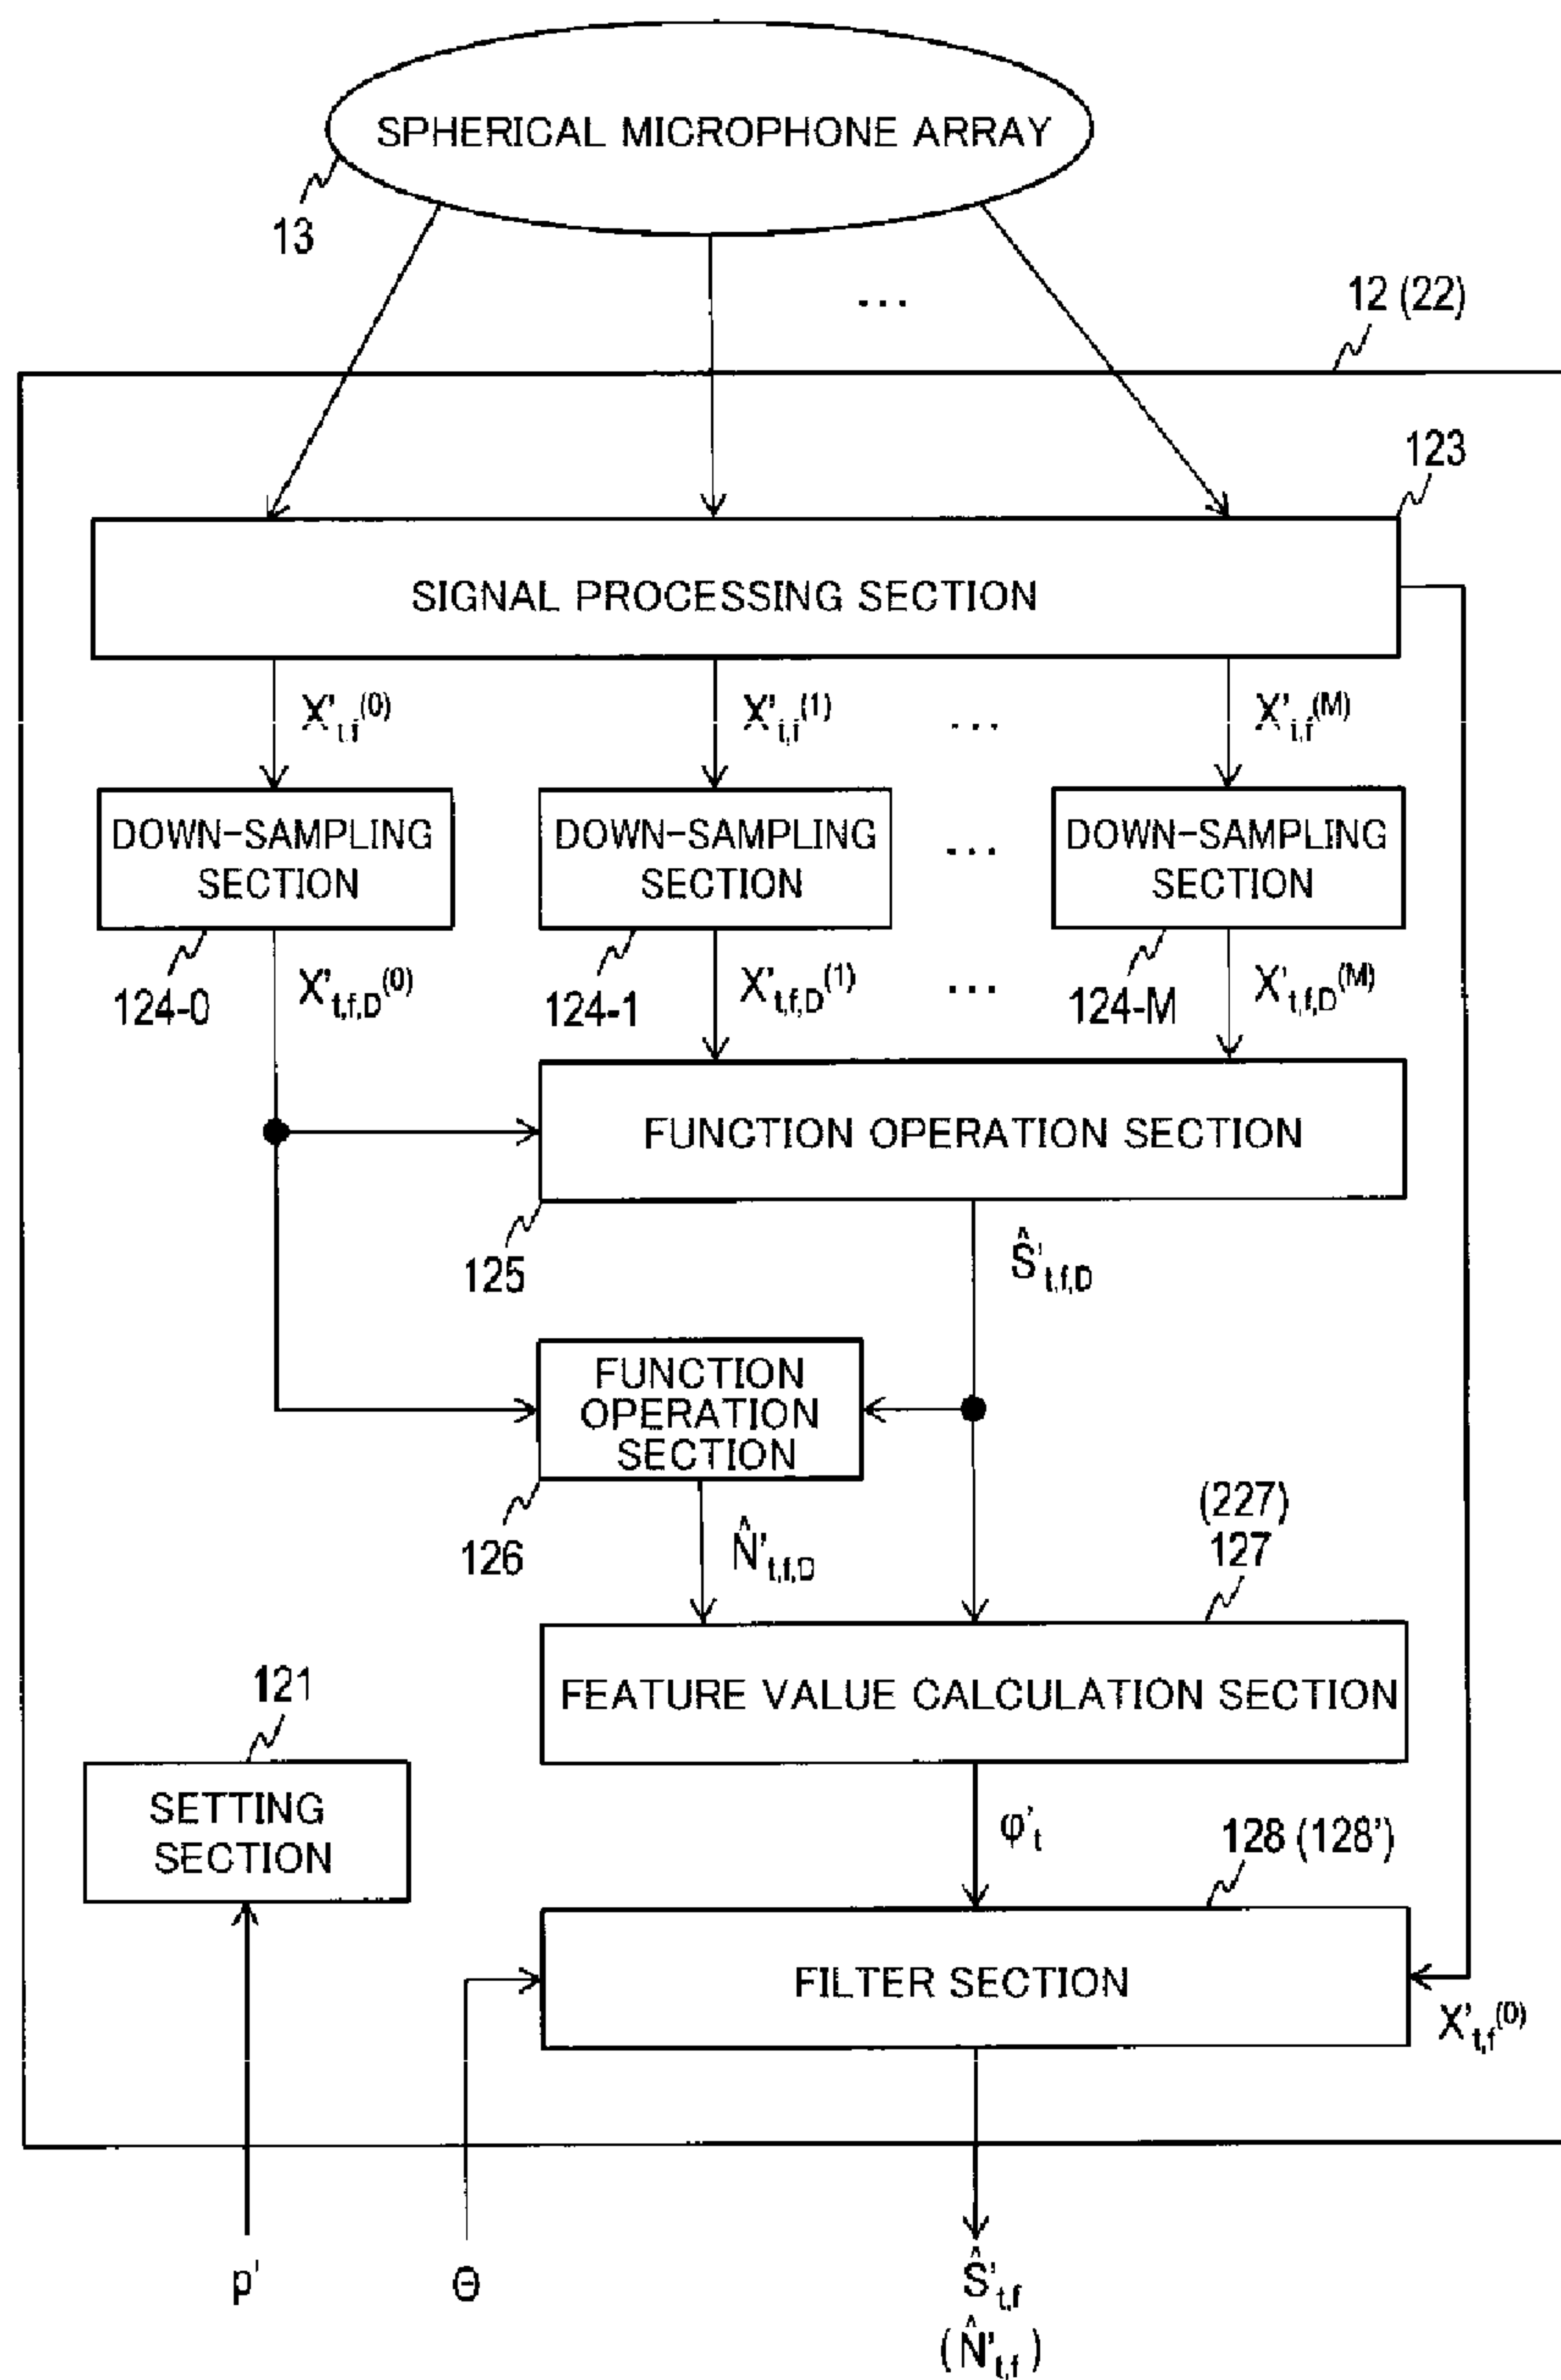 SPHERICAL MICROPHONE ARRAY
13
...
12 (22)
123
SIGNAL PROCESSING SECTION
X't,f(0) X't,f(1) ... X't,f(M)
DOWN-SAMPLING SECTION
DOWN-SAMPLING SECTION
...
DOWN-SAMPLING SECTION
124-0 X't,f,D(0) 124-1 X't,f,D(1) ... 124-M X't,f,D(M)
FUNCTION OPERATION SECTION
125
Ŝ't,f,D
FUNCTION
OPERATION
SECTION
126
N̂'t,f,D
(227)
127
FEATURE VALUE CALCULATION SECTION
121
SETTING
SECTION
φ't
128 (128')
FILTER SECTION
X't,f(0)
p' Θ Ŝ't,f
(N̂'t,f)